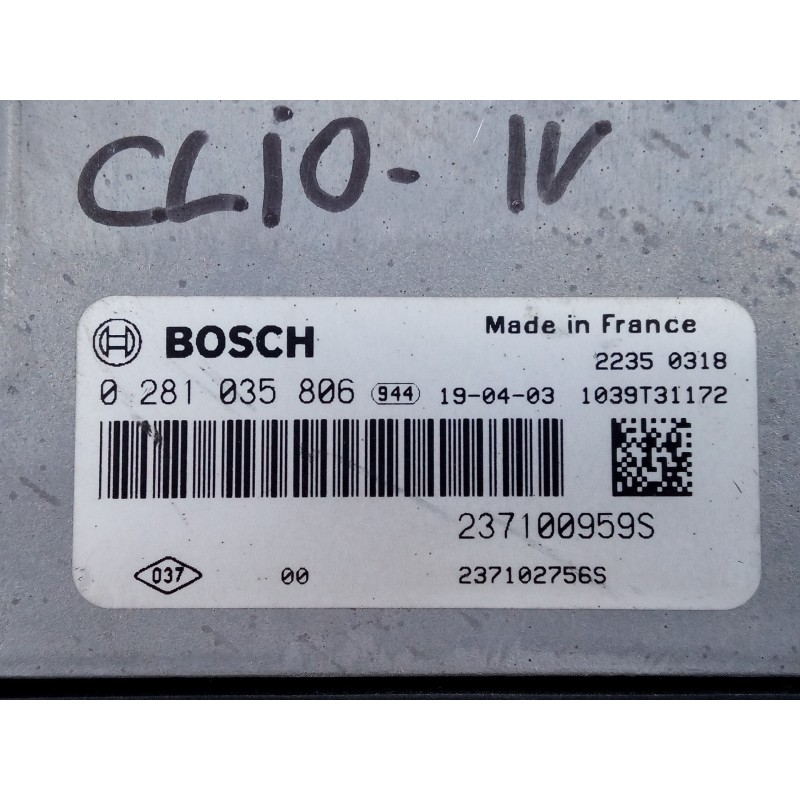 CLiO- IV
BOSCH
Made in France
2235 0318
0 281 035 806 944 19-04-03 1039T31172
237100959S
037 00 237102756S